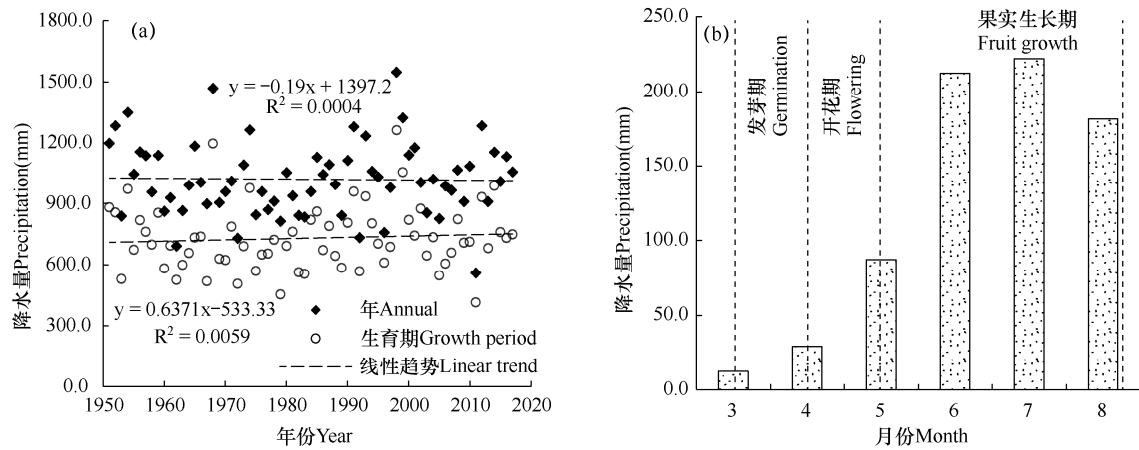 (a)
降水量Precipitation(mm)
1800.0
1500.0
1200.0
900.0
600.0
300.0
0.0
y = −0.19x + 1397.2
R² = 0.0004
y = 0.6371x−533.33
R² = 0.0059
年Annual
生育期Growth period
线性趋势Linear trend
1950 1960 1970 1980 1990 2000 2010 2020
年份Year
(b)
降水量Precipitation(mm)
250.0
200.0
150.0
100.0
50.0
0.0
发芽期
Germination
开花期
Flowering
果实生长期
Fruit growth
3 4 5 6 7 8
月份Month